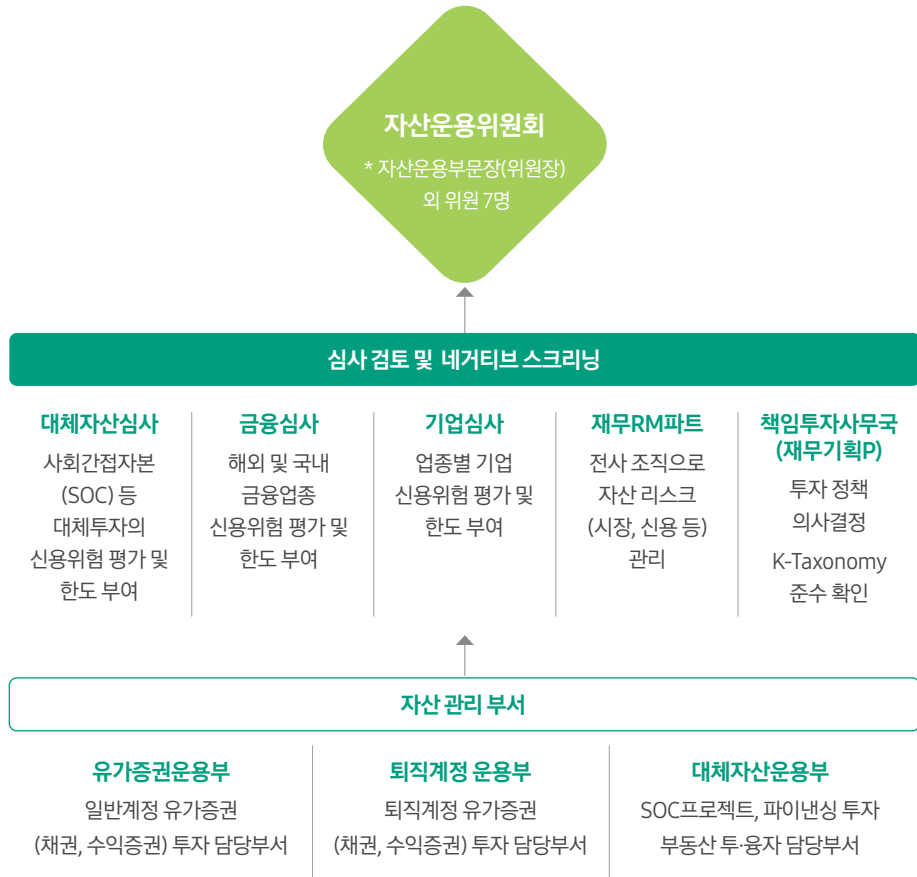 자산운용위원회
* 자산운용부문장(위원장)
외 위원 7명
심사 검토 및 네거티브 스크리닝
대체자산심사
사회간접자본
(SOC) 등
대체투자의
신용위험 평가 및
한도 부여
금융심사
해외 및 국내
금융업종
신용위험 평가 및
한도 부여
기업심사
업종별 기업
신용위험 평가 및
한도 부여
재무RM파트
전사 조직으로
자산 리스크
(시장, 신용 등)
관리
책임투자사무국
(재무기획P)
투자 정책
의사결정
K-Taxonomy
준수 확인
자산 관리 부서
유가증권운용부
일반계정 유가증권
(채권, 수익증권) 투자 담당부서
퇴직계정 운용부
퇴직계정 유가증권
(채권, 수익증권) 투자 담당부서
대체자산운용부
SOC프로젝트, 파이낸싱 투자
부동산 투·융자 담당부서